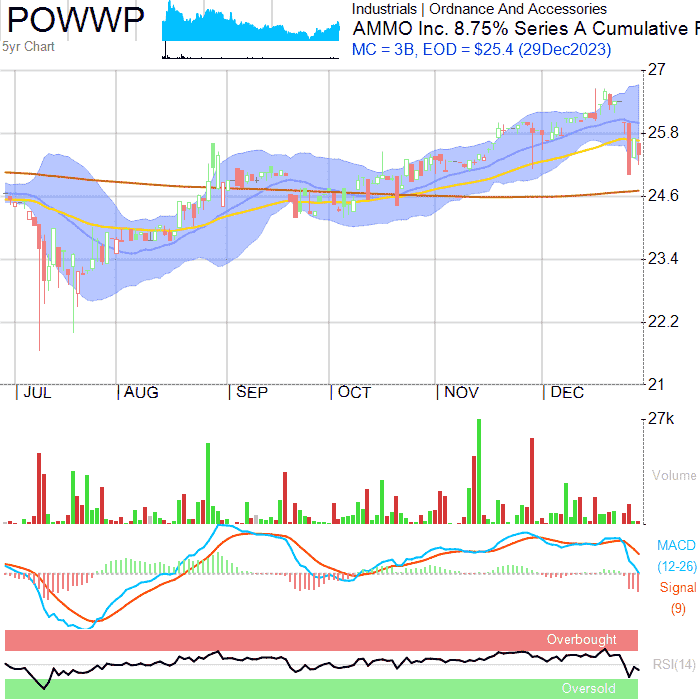 POWWP
5yr Chart
Industrials | Ordnance And Accessories
AMMO Inc. 8.75% Series A Cumulative
MC = 3B, EOD = $25.4 (29Dec2023)
27
25.8
24.6
23.4
22.2
21
JUL
AUG
SEP
OCT
NOV
DEC
27k
Volume
MACD
(12-26)
Signal
(9)
Overbought
RSI(14)
Oversold